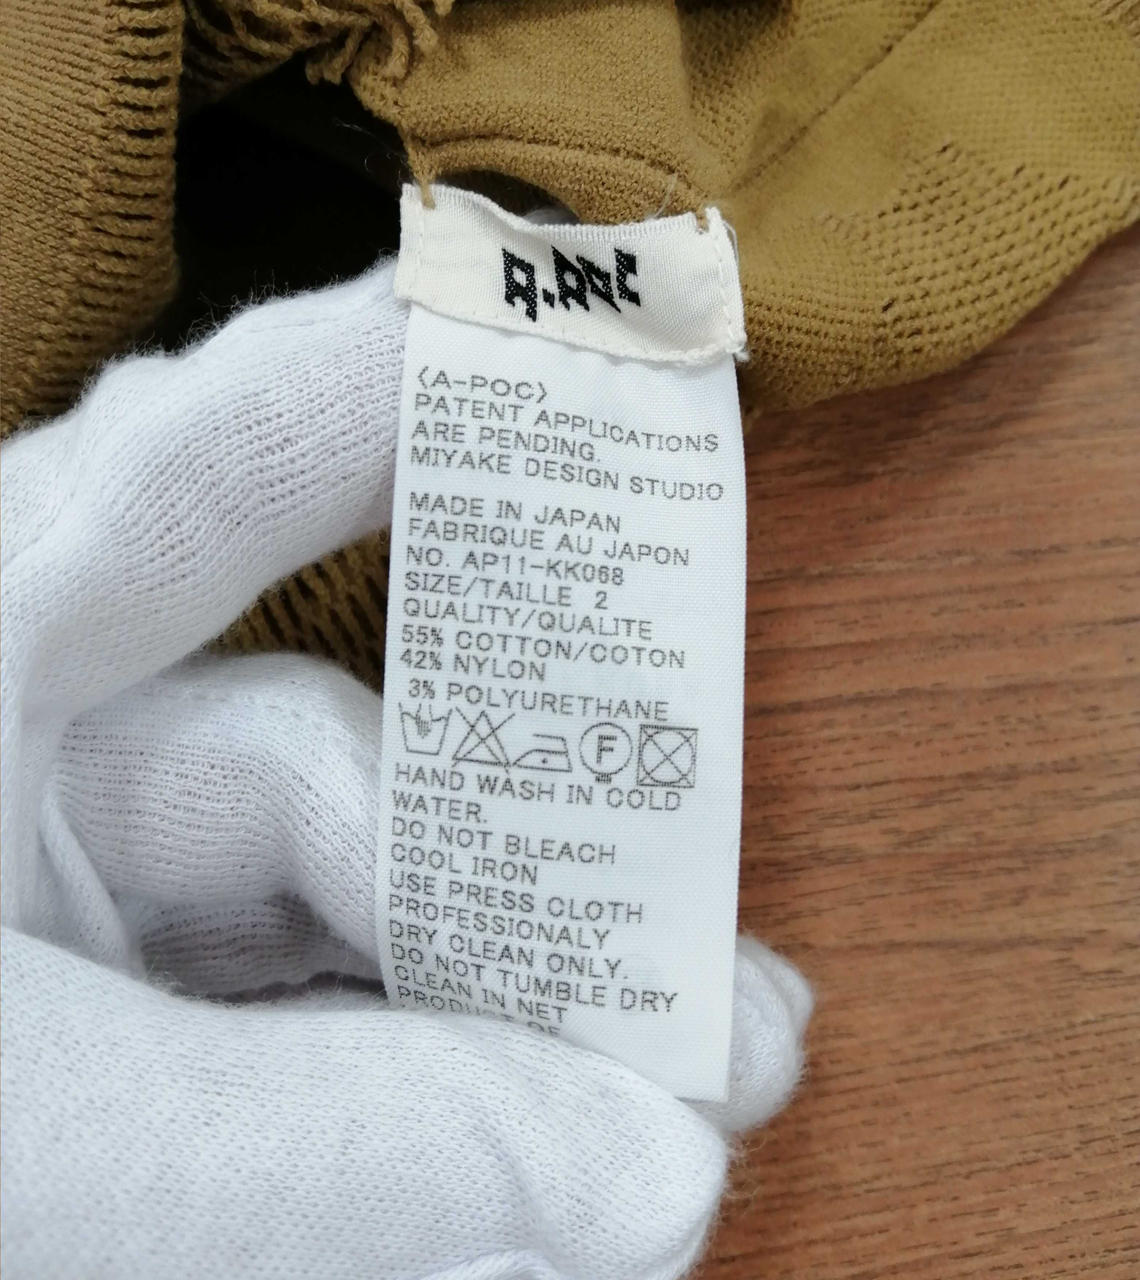 A.POC
〈A-POC〉
PATENT APPLICATIONS
ARE PENDING.
MIYAKE DESIGN STUDIO
MADE IN JAPAN
FABRIQUE AU JAPON
NO. AP11-KK068
SIZE/TAILLE 2
QUALITY/QUALITE
55% COTTON/COTON
42% NYLON
3% POLYURETHANE
F
HAND WASH IN COLD
WATER.
DO NOT BLEACH
COOL IRON
USE PRESS CLOTH
PROFESSIONALY
DRY CLEAN ONLY.
DO NOT TUMBLE DRY
CLEAN IN NET
PRODUCT OF